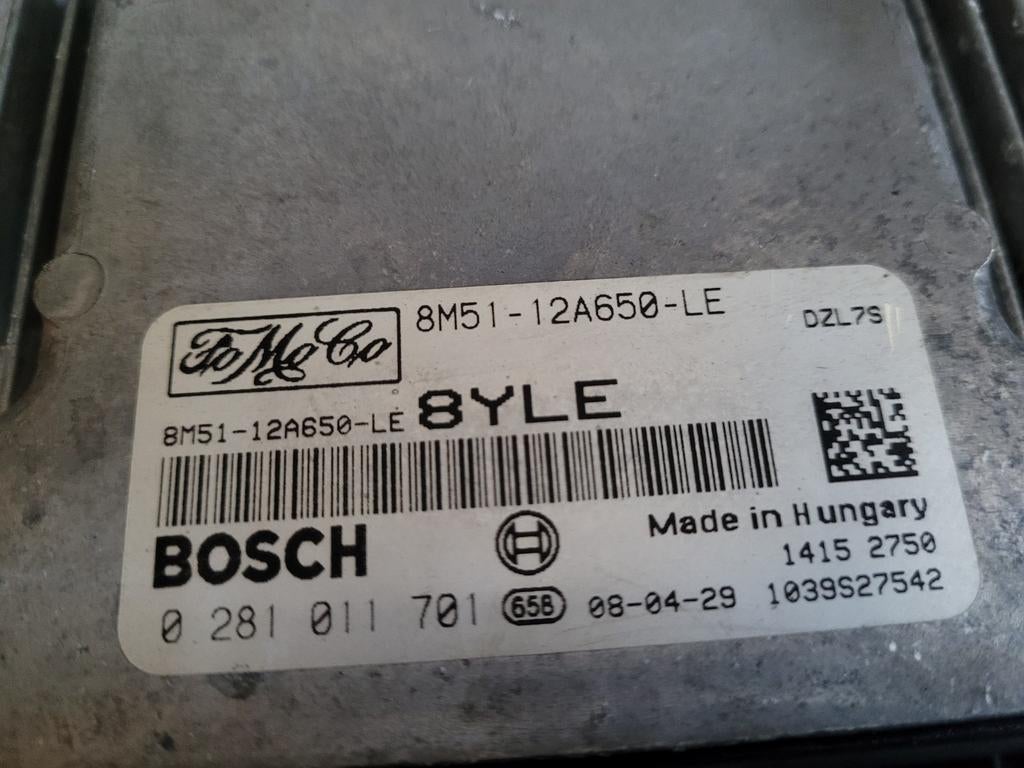 FoMoCo
8M51-12A650-LE
DZL7S
8M51-12A650-LE 8YLE
BOSCH
Made in Hungary
1415 2750
0 281 011 701 658 08-04-29 1039S27542